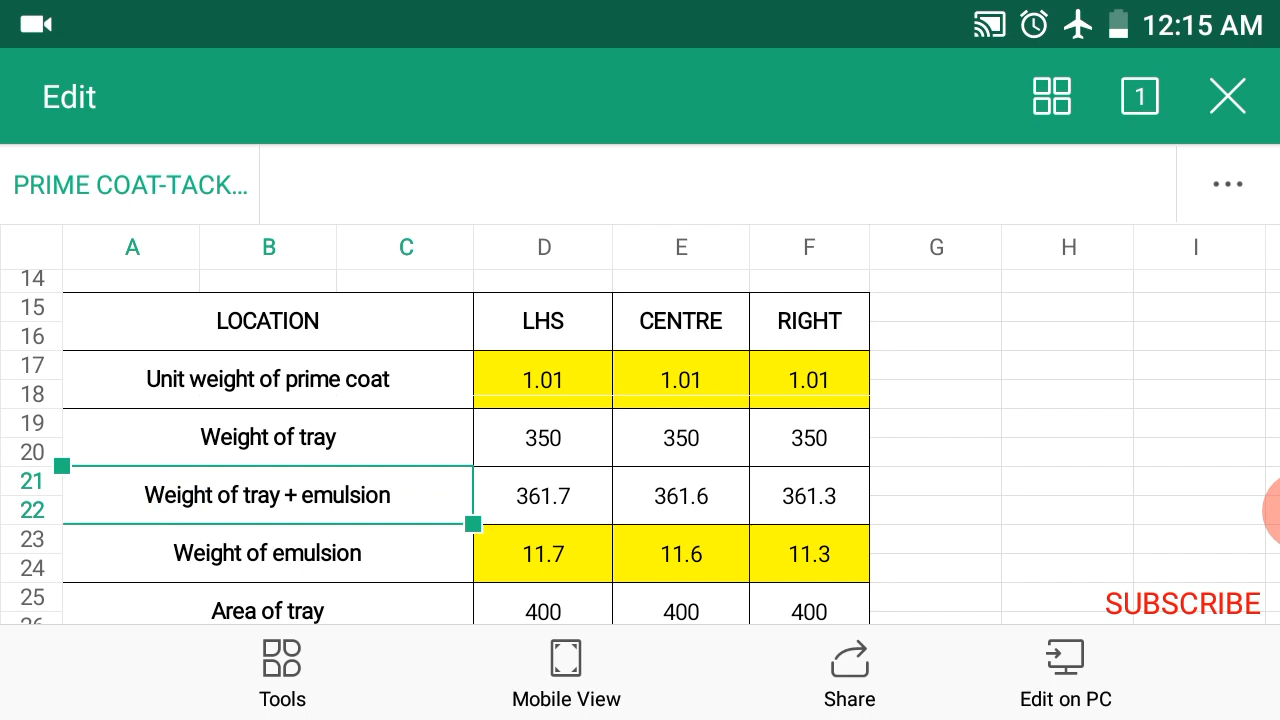 12:15 AM
Edit
1
PRIME COAT-TACK...
A B C D E F G H I
14
15
LOCATION LHS CENTRE RIGHT
16
17
Unit weight of prime coat 1.01 1.01 1.01
18
19
Weight of tray 350 350 350
20
21
Weight of tray + emulsion 361.7 361.6 361.3
22
23
Weight of emulsion 11.7 11.6 11.3
24
25
Area of tray 400 400 400
26
SUBSCRIBE
Tools Mobile View Share Edit on PC